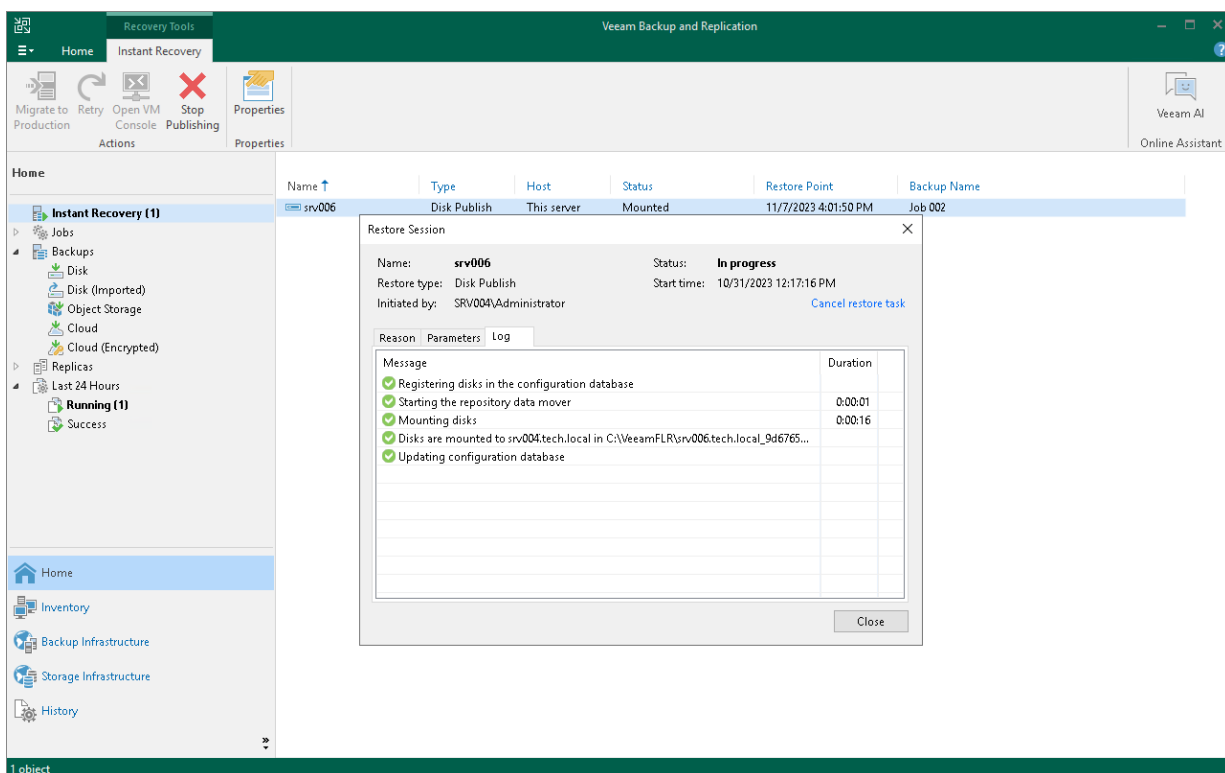 Recovery Tools
Veeam Backup and Replication
Home Instant Recovery
Migrate to Production
Retry
Open VM Console
Stop Publishing
Properties
Veeam AI
Actions
Properties
Online Assistant
Home
Instant Recovery (1)
Jobs
Backups
Disk
Disk (Imported)
Object Storage
Cloud
Cloud (Encrypted)
Replicas
Last 24 Hours
Running (1)
Success
Home
Inventory
Backup Infrastructure
Storage Infrastructure
History
Name Type Host Status Restore Point Backup Name
srv006 Disk Publish This server Mounted 11/7/2023 4:01:50 PM Job 002
Restore Session
Name: srv006 Status: In progress
Restore type: Disk Publish Start time: 10/31/2023 12:17:16 PM
Initiated by: SRV004\Administrator Cancel restore task
Reason Parameters Log
Message Duration
Registering disks in the configuration database
Starting the repository data mover 0:00:01
Mounting disks 0:00:16
Disks are mounted to srv004.tech.local in C:\VeeamFLR\srv006.tech.local_9d6765...
Updating configuration database
Close
1 object